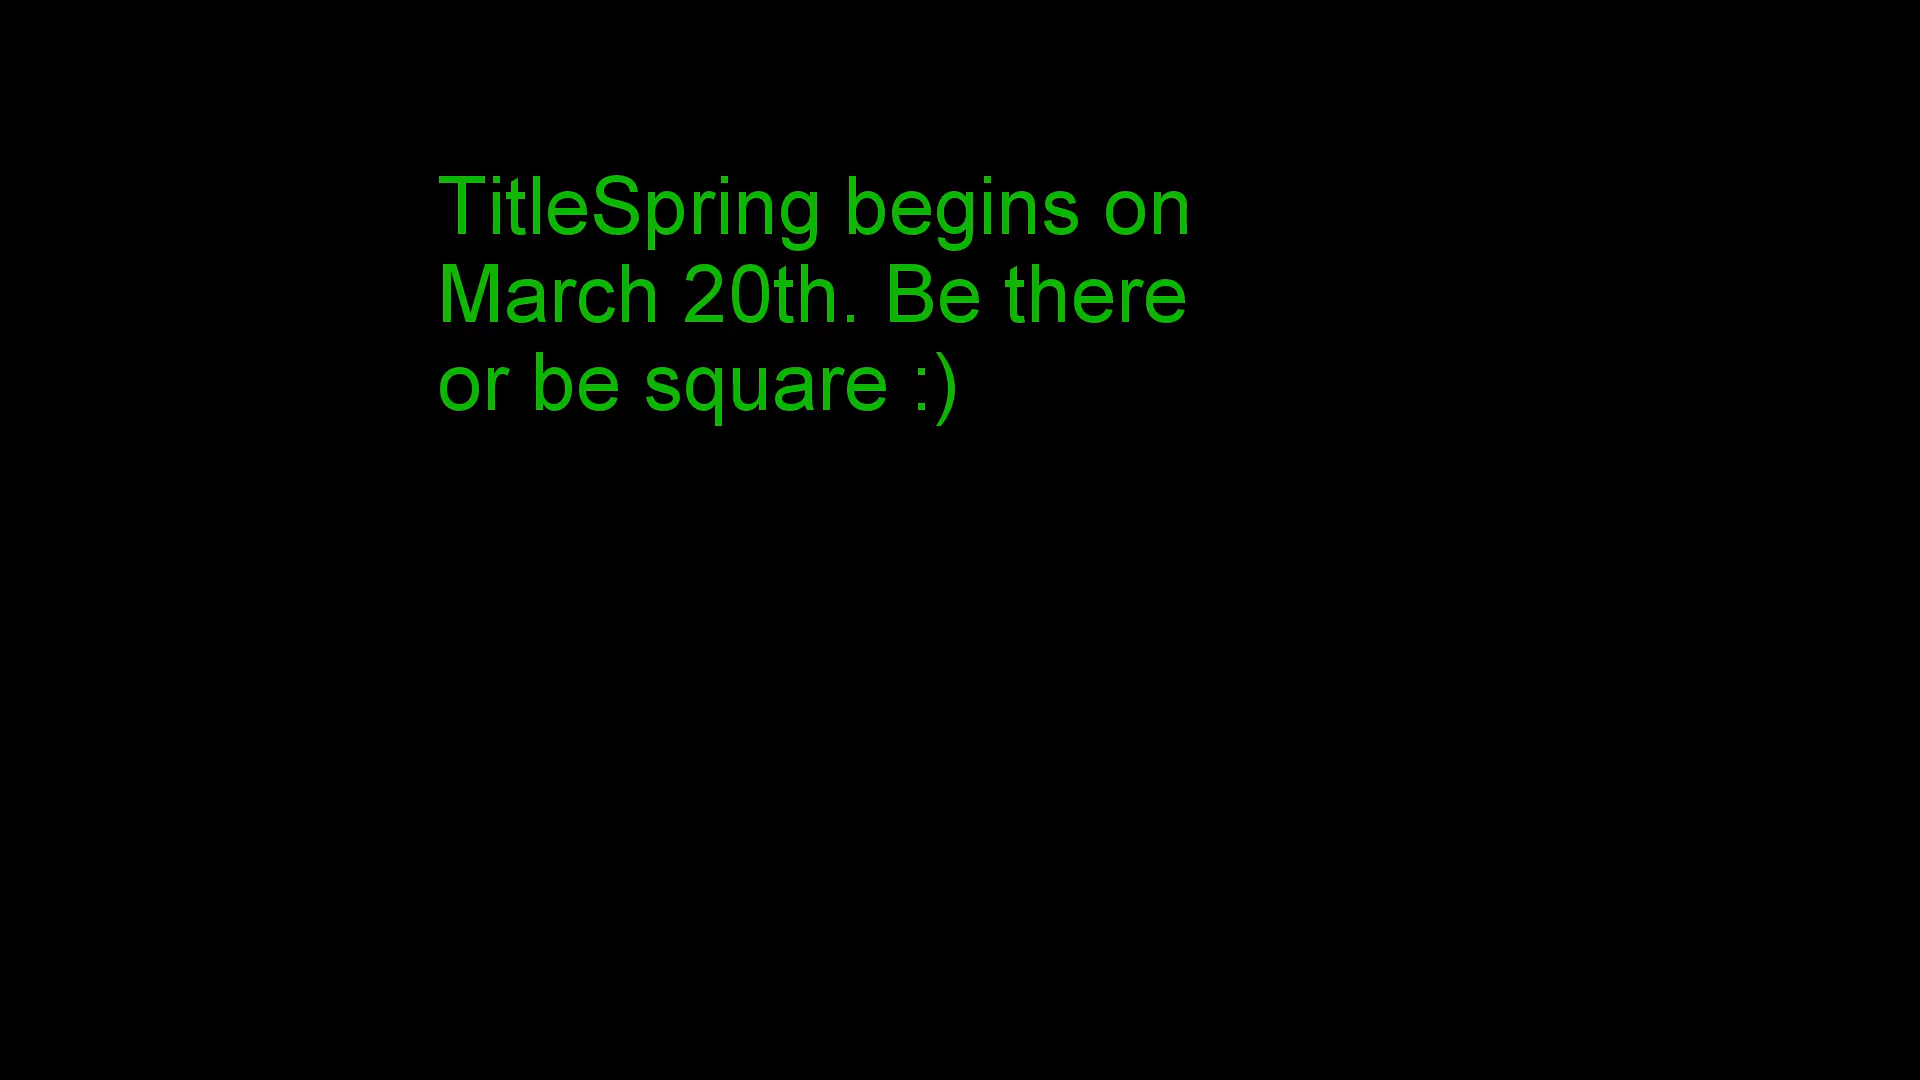 TitleSpring begins on
March 20th. Be there
or be square :)